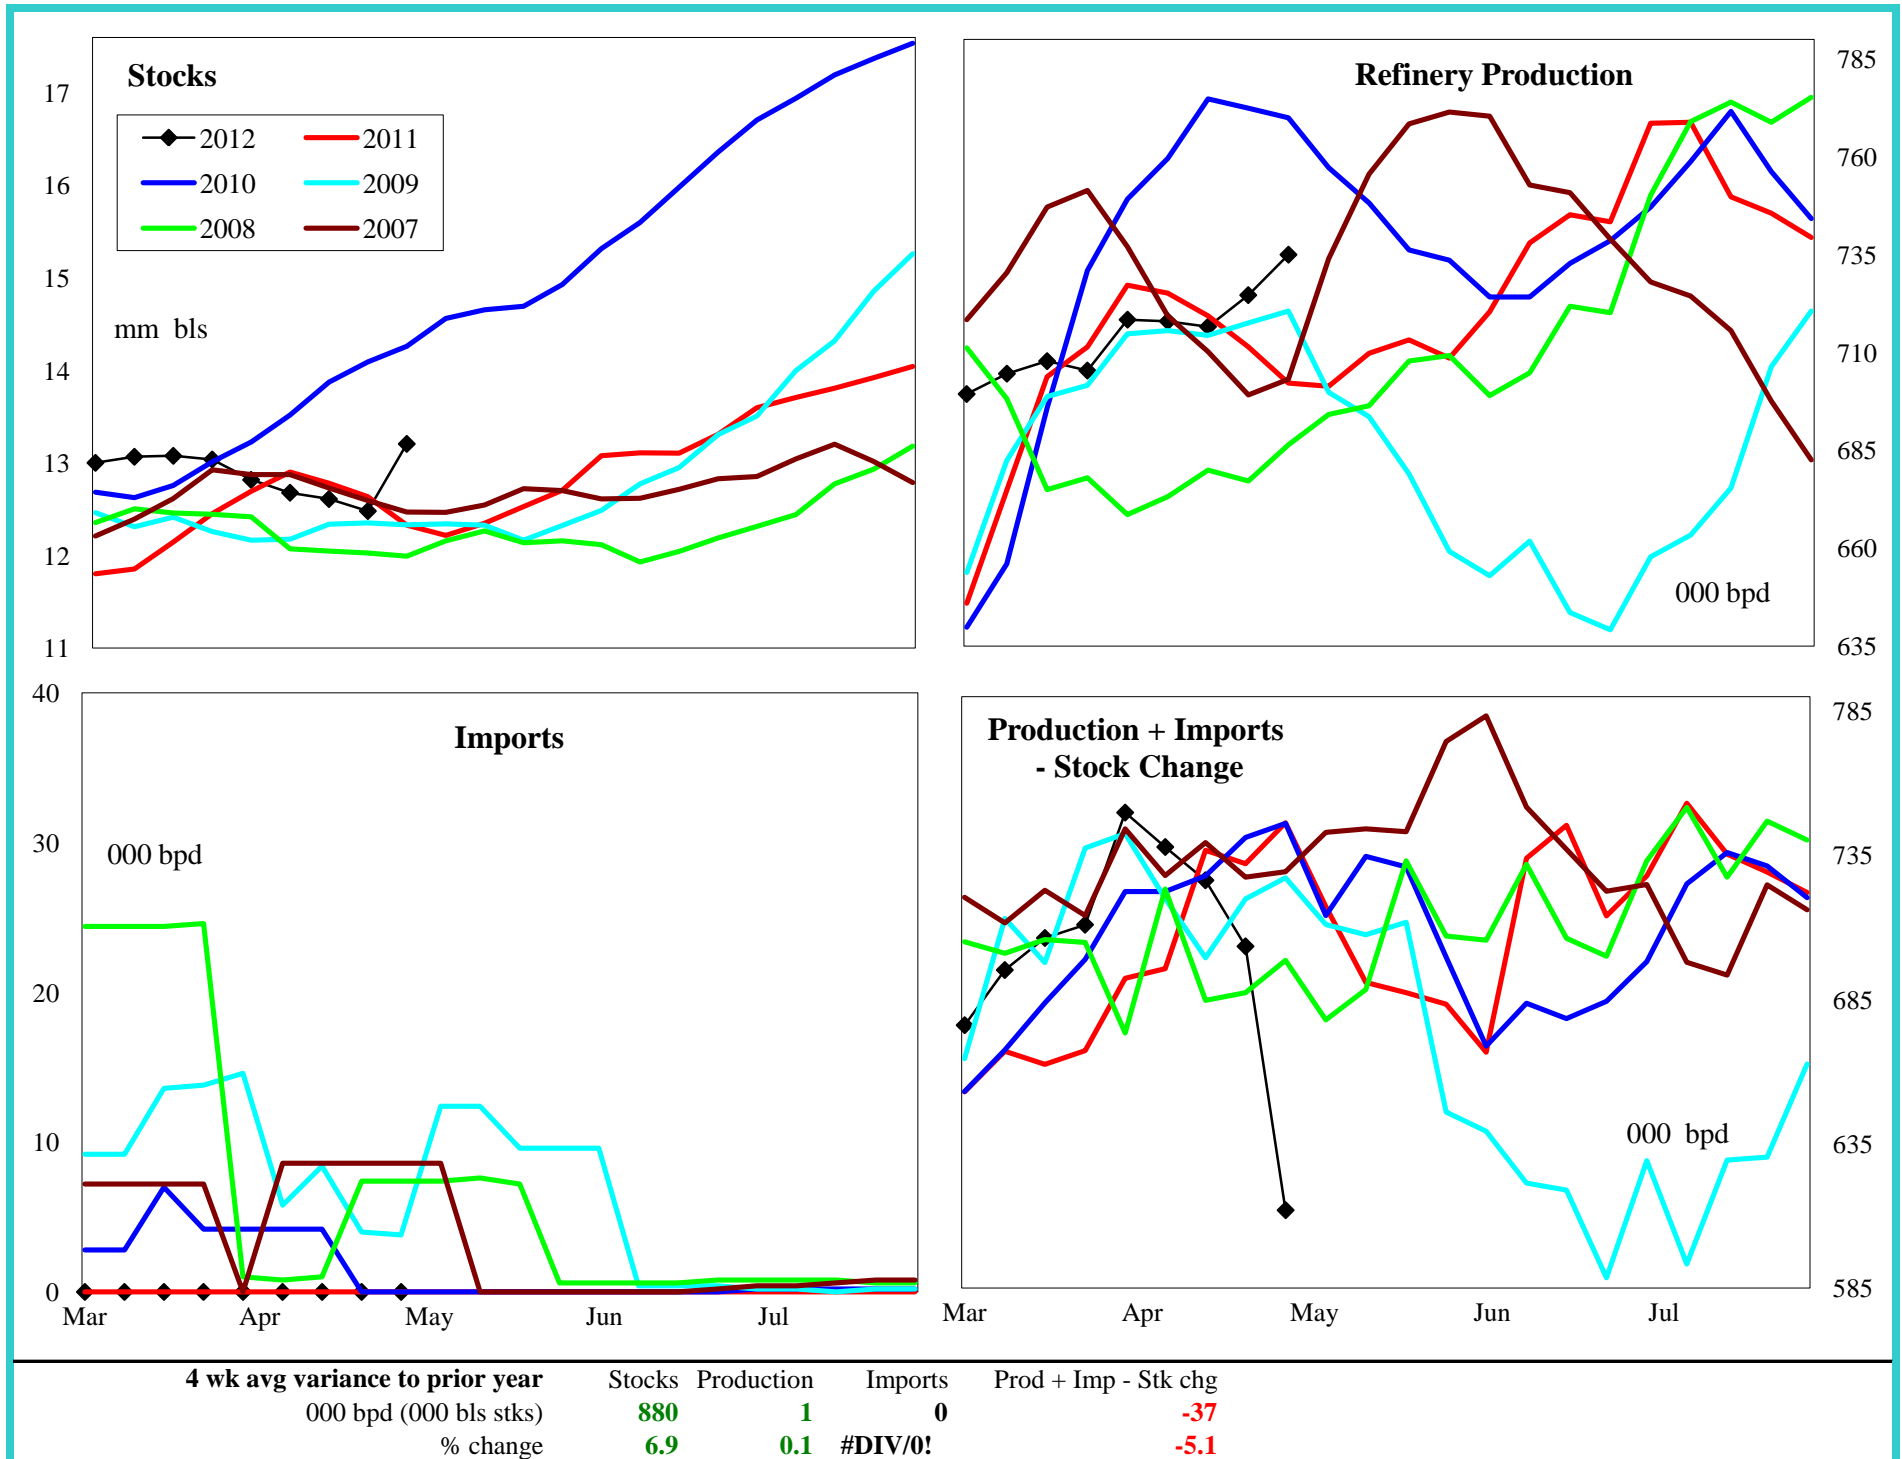 Stocks
17
16
15
14
13
12
11
2012
2011
2010
2009
2008
2007
mm bls
Refinery Production
785
760
735
710
685
660
635
000 bpd
Imports
40
30
20
10
0
000 bpd
Mar Apr May Jun Jul
Production + Imports
- Stock Change
785
735
685
635
585
000 bpd
Mar Apr May Jun Jul
4 wk avg variance to prior year Stocks Production Imports Prod + Imp - Stk chg
000 bpd (000 bls stks) 880 1 0 -37
% change 6.9 0.1 #DIV/0! -5.1